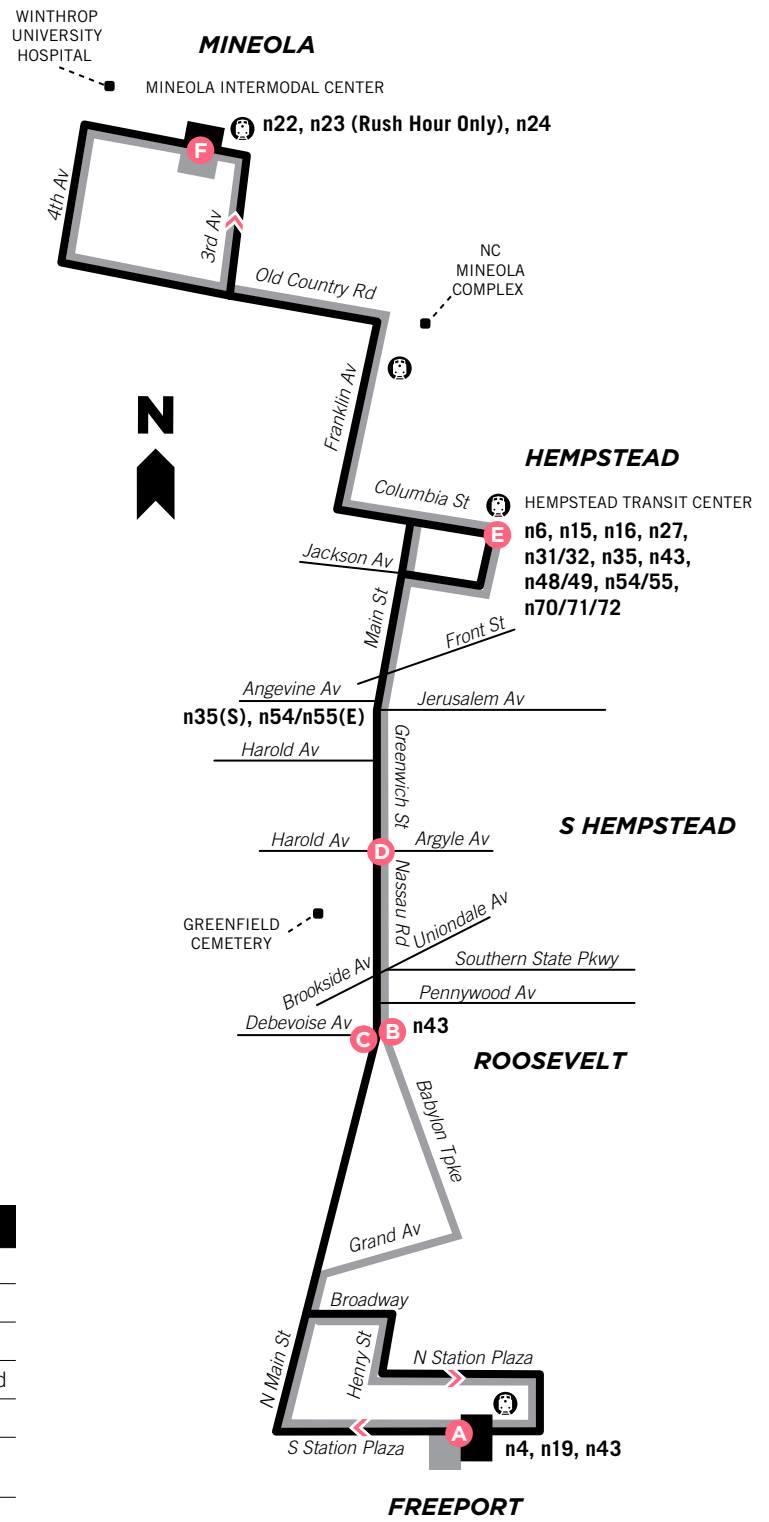 WINTHROP
UNIVERSITY
HOSPITAL
MINEOLA
MINEOLA INTERMODAL CENTER
n22, n23 (Rush Hour Only), n24
F
4th Av
3rd Av
Old Country Rd
NC
MINEOLA
COMPLEX
Franklin Av
N
HEMPSTEAD
Columbia St
HEMPSTEAD TRANSIT CENTER
E
n6, n15, n16, n27,
n31/32, n35, n43,
n48/49, n54/55,
n70/71/72
Jackson Av
Main St
Front St
Angevine Av
Jerusalem Av
n35(S), n54/n55(E)
Greenwich St
Harold Av
S HEMPSTEAD
Harold Av
D
Argyle Av
Nassau Rd
GREENFIELD
CEMETERY
Uniondale Av
Brookside Av
Southern State Pkwy
Pennywood Av
Debevoise Av
C
B
n43
ROOSEVELT
Babylon Tpke
Grand Av
Broadway
N Main St
Henry St
N Station Plaza
A
S Station Plaza
n4, n19, n43
FREEPORT
d